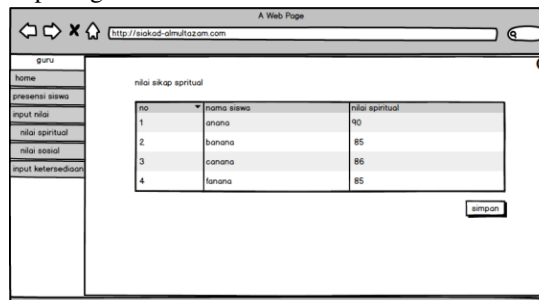 A Web Page
http://siakad-almultazam.com
guru
home
presensi siswa
input nilai
nilai spiritual
nilai sosial
input ketersediaan
nilai sikap spritual
no nama siswa nilai spiritual
1 anana 90
2 banana 85
3 canana 86
4 fanana 85
simpan